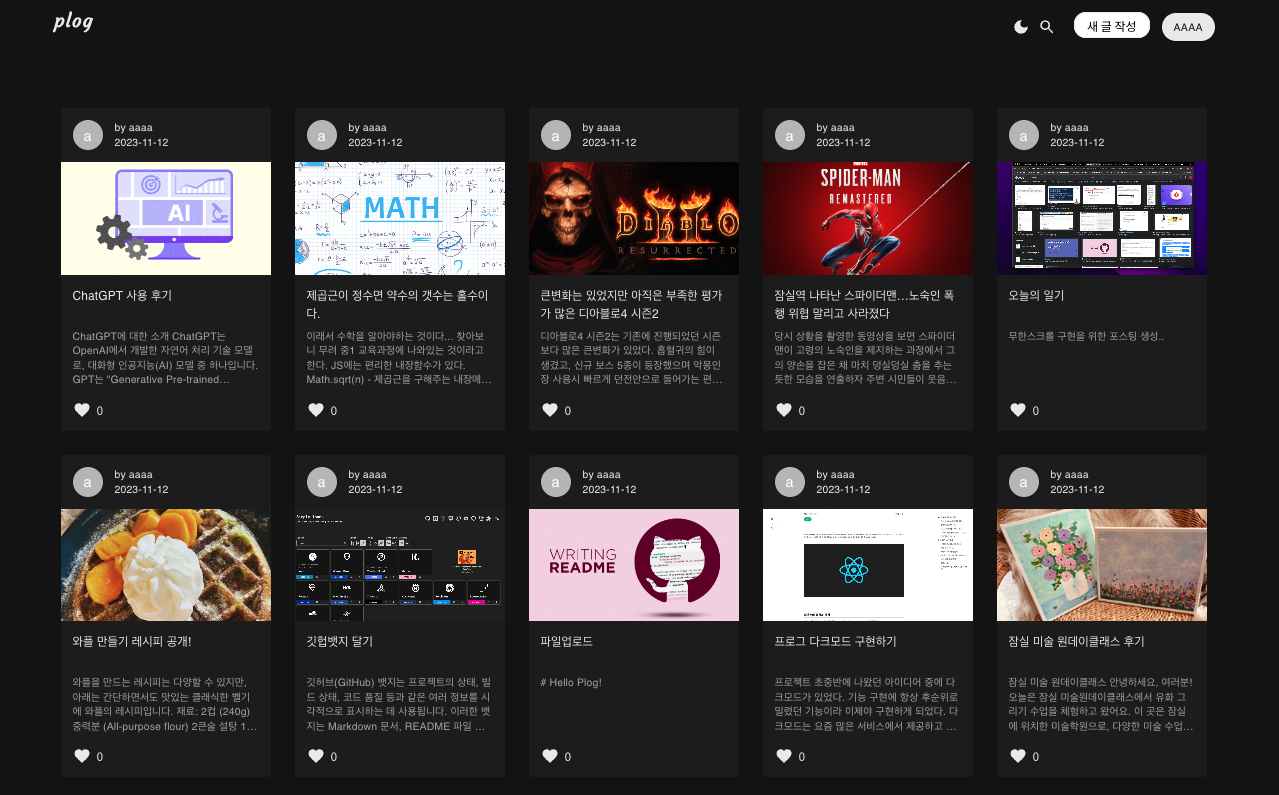 plog
새 글 작성
AAAA
a
by aaaa
2023-11-12
AI
ChatGPT 사용 후기
ChatGPT에 대한 소개 ChatGPT는
OpenAI에서 개발한 자연어 처리 기술 모델
로, 대화형 인공지능(AI) 모델 중 하나입니다.
GPT는 "Generative Pre-trained...
0
a
by aaaa
2023-11-12
MATH
제곱근이 정수면 약수의 갯수는 홀수이
다.
이래서 수학을 알아야하는 것이다... 찾아보
니 무려 중1 교육과정에 나와있는 것이라고
한다. JS에는 편리한 내장함수가 있다.
Math.sqrt(n) - 제곱근을 구해주는 내장메...
0
a
by aaaa
2023-11-12
DIABLO
RESURRECTED
큰변화는 있었지만 아직은 부족한 평가
가 많은 디아블로4 시즌2
디아블로4 시즌2는 기존에 진행되었던 시즌
보다 많은 큰변화가 있었다. 흡혈귀의 힘이
생겼고, 신규 보스 5종이 등장했으며 악몽인
장 사용시 빠르게 던전안으로 들어가는 편...
0
a
by aaaa
2023-11-12
MARVEL
SPIDER-MAN
REMASTERED
잠실역 나타난 스파이더맨...노숙인 폭
행 위협 말리고 사라졌다
당시 상황을 촬영한 동영상을 보면 스파이더
맨이 고령의 노숙인을 제지하는 과정에서 그
의 양손을 잡은 채 마치 덩실덩실 춤을 추는
듯한 모습을 연출하자 주변 시민들이 웃음...
0
a
by aaaa
2023-11-12
오늘의 일기
무한스크롤 구현을 위한 포스팅 생성..
0
a
by aaaa
2023-11-12
와플 만들기 레시피 공개!
와플을 만드는 레시피는 다양할 수 있지만,
아래는 간단하면서도 맛있는 클래식한 벨기
에 와플의 레시피입니다. 재료: 2컵 (240g)
중력분 (All-purpose flour) 2큰술 설탕 1...
0
a
by aaaa
2023-11-12
깃헙뱃지 달기
깃허브(GitHub) 뱃지는 프로젝트의 상태, 빌
드 상태, 코드 품질 등과 같은 여러 정보를 시
각적으로 표시하는 데 사용됩니다. 이러한 뱃
지는 Markdown 문서, README 파일 ...
0
a
by aaaa
2023-11-12
WRITING
README
파일업로드
# Hello Plog!
0
a
by aaaa
2023-11-12
프로그 다크모드 구현하기
프로젝트 초중반에 나왔던 아이디어 중에 다
크모드가 있었다. 기능 구현에 항상 후순위로
밀렸던 기능이라 이제야 구현하게 되었다. 다
크모드는 요즘 많은 서비스에서 제공하고 ...
0
a
by aaaa
2023-11-12
잠실 미술 원데이클래스 후기
잠실 미술 원데이클래스 안녕하세요, 여러분!
오늘은 잠실 미술원데이클래스에서 유화 그
리기 수업을 체험하고 왔어요. 이 곳은 잠실
에 위치한 미술학원으로, 다양한 미술 수업...
0